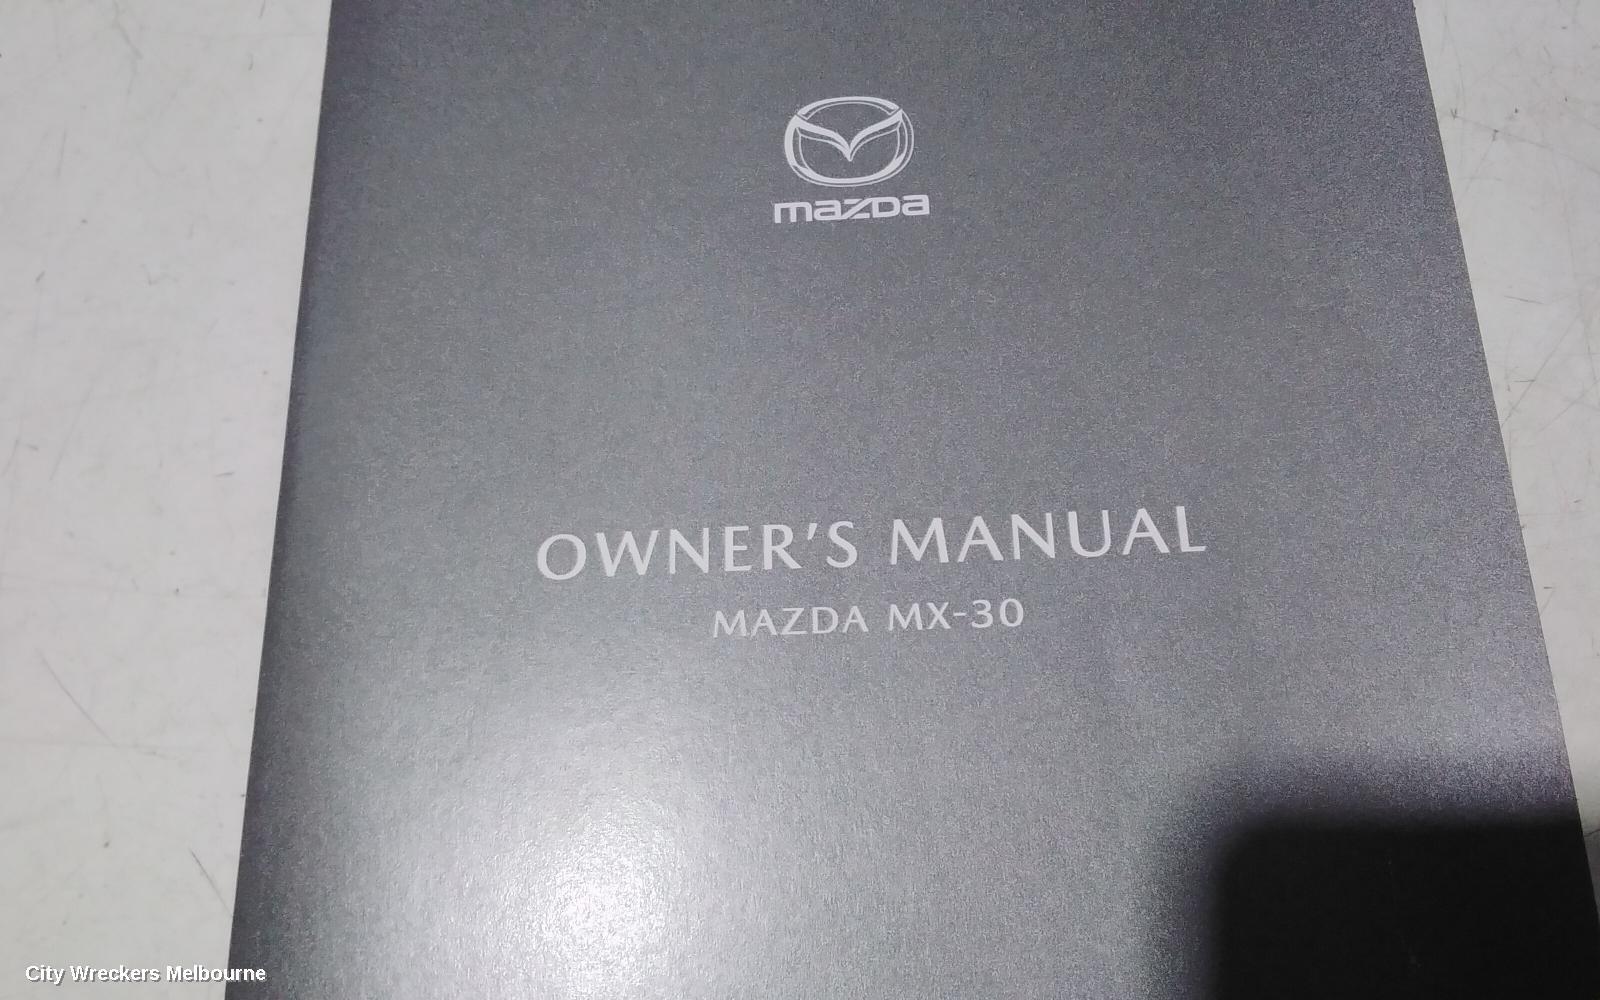 mazda
OWNER'S MANUAL
MAZDA MX-30
City Wreckers Melbourne